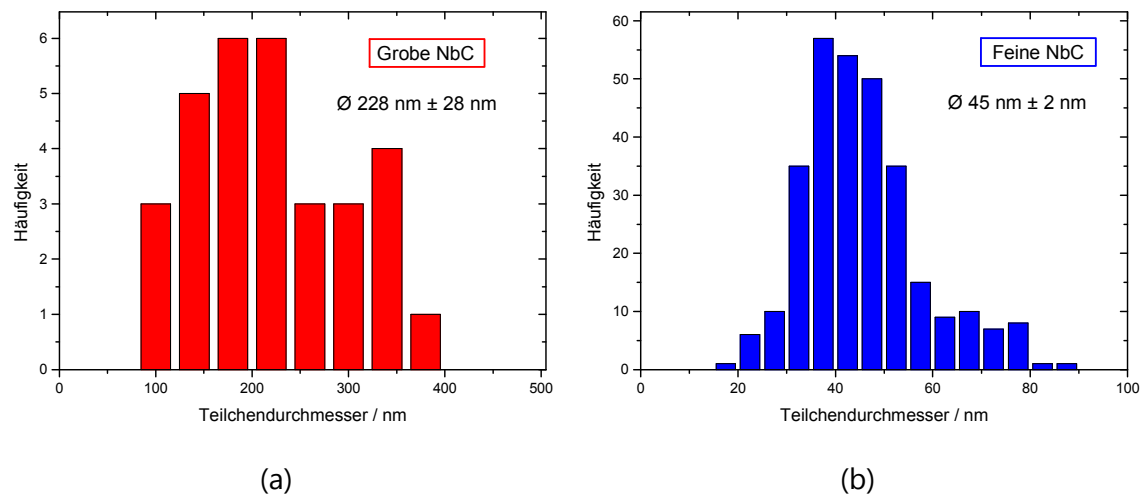 Grobe NbC
Ø 228 nm ± 28 nm
Häufigkeit
6
5
4
3
2
1
0
0
100
200
300
400
500
Teilchendurchmesser / nm
(a)
Feine NbC
Ø 45 nm ± 2 nm
Häufigkeit
60
50
40
30
20
10
0
0
20
40
60
80
100
Teilchendurchmesser / nm
(b)